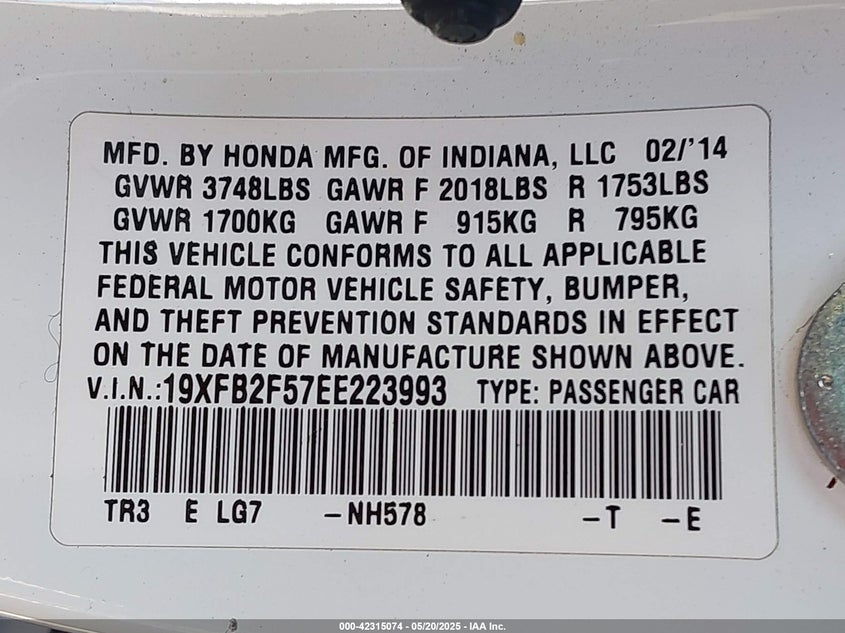 MFD. BY HONDA MFG. OF INDIANA, LLC 02/'14
GVWR 3748LBS GAWR F 2018LBS R 1753LBS
GVWR 1700KG GAWR F 915KG R 795KG
THIS VEHICLE CONFORMS TO ALL APPLICABLE
FEDERAL MOTOR VEHICLE SAFETY, BUMPER,
AND THEFT PREVENTION STANDARDS IN EFFECT
ON THE DATE OF MANUFACTURE SHOWN ABOVE.
V.I.N.:19XFB2F57EE223993 TYPE: PASSENGER CAR
TR3 E LG7 -NH578 -T -E
000-42315074 - 05/20/2025 - IAA Inc.